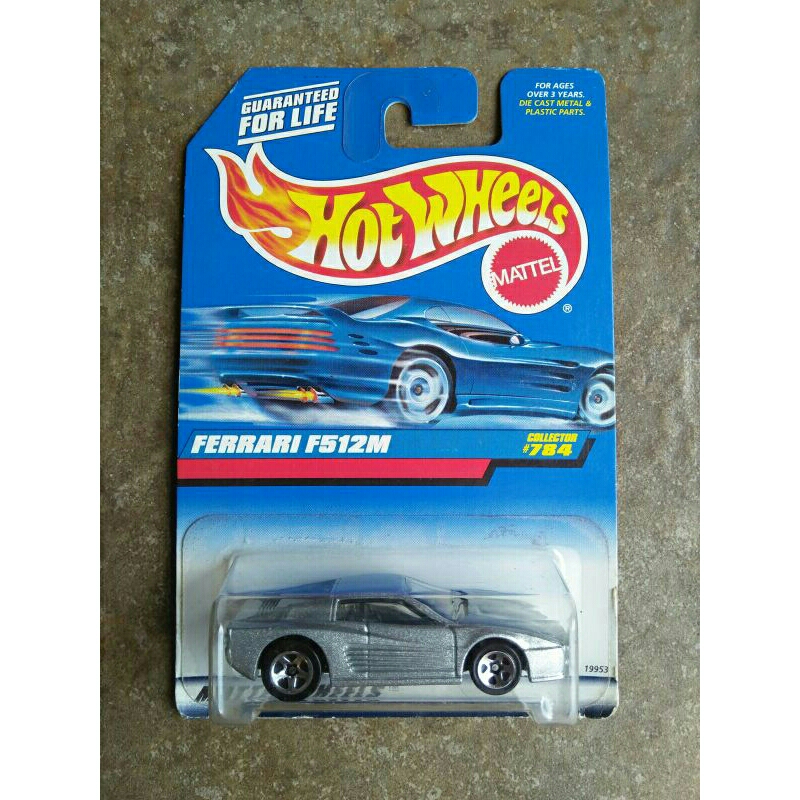 GUARANTEED
FOR LIFE
FOR AGES
OVER 3 YEARS.
DIE CAST METAL &
PLASTIC PARTS.
HOT WHEELS
MATTEL
®
FERRARI F512M
COLLECTOR
#784
19953